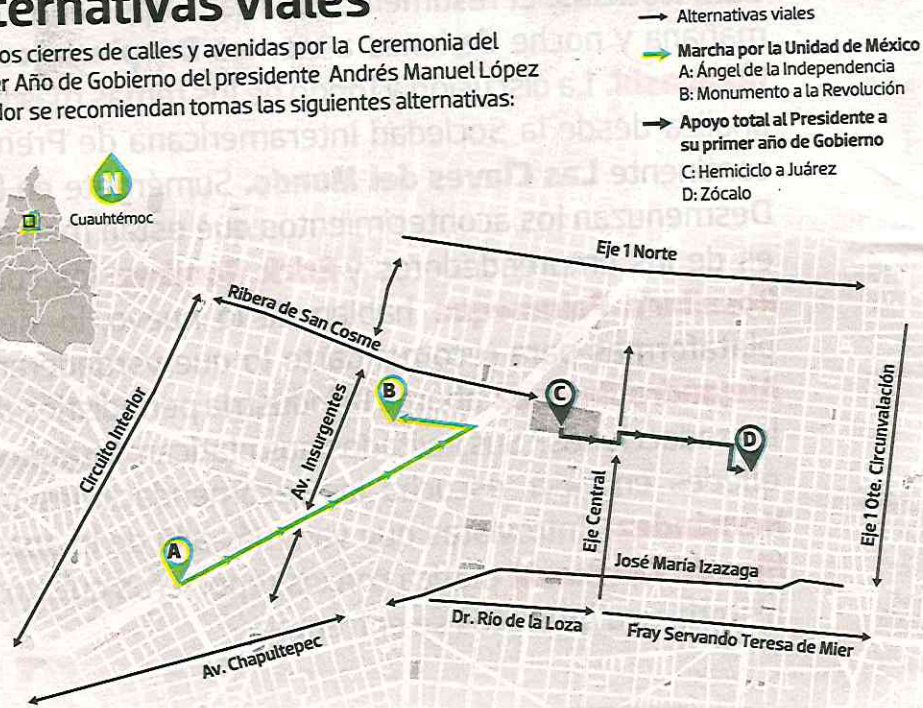 ternativas viales
os cierres de calles y avenidas por la Ceremonia del
er Año de Gobierno del presidente Andrés Manuel López
dor se recomiendan tomas las siguientes alternativas:
Alternativas viales
Marcha por la Unidad de México
A: Ángel de la Independencia
B: Monumento a la Revolución
Apoyo total al Presidente a
su primer año de Gobierno
C: Hemiciclo a Juárez
D: Zócalo
N
Cuauhtémoc
Eje 1 Norte
Ribera de San Cosme
Circuito Interior
Av. Insurgentes
B
C
D
A
Eje Central
Eje 1 Ote. Circunvalación
José María Izazaga
Dr. Río de la Loza
Fray Servando Teresa de Mier
Av. Chapultepec